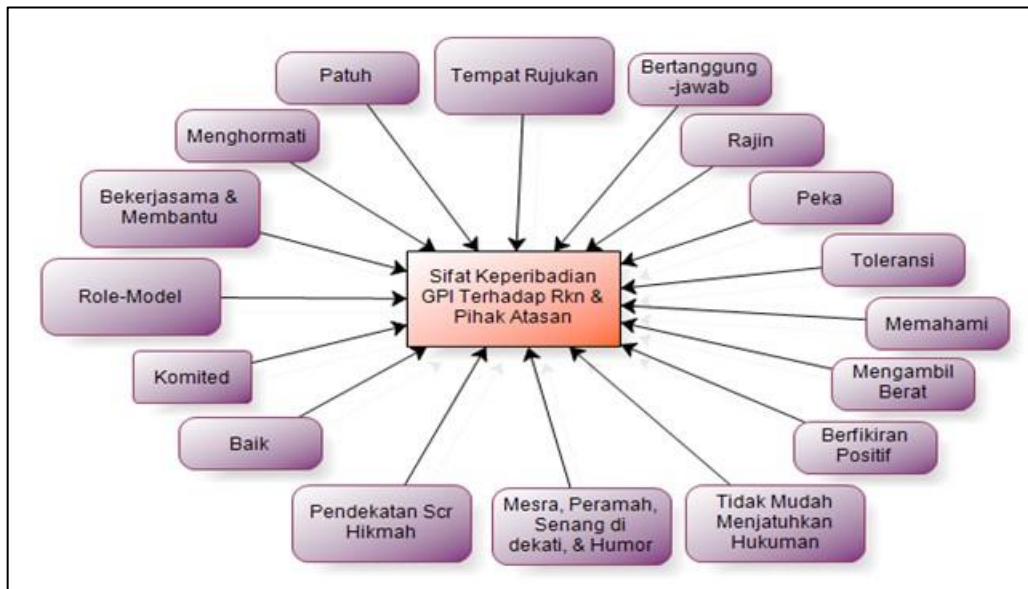 Patuh
Tempat Rujukan
Bertanggung
-jawab
Menghormati
Rajin
Bekerjasama &
Membantu
Peka
Sifat Keperibadian
GPI Terhadap Rkn &
Pihak Atasan
Role-Model
Toleransi
Memahami
Komited
Mengambil
Berat
Baik
Berfikiran
Positif
Pendekatan Scr
Hikmah
Mesra, Peramah,
Senang di
dekati, & Humor
Tidak Mudah
Menjatuhkan
Hukuman